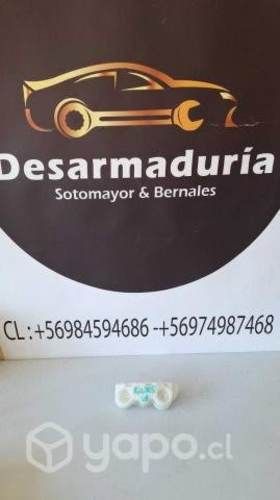 Desarmaduría
Sotomayor & Bernales
CL : +56984594686 -+56974987468
yapo.cl